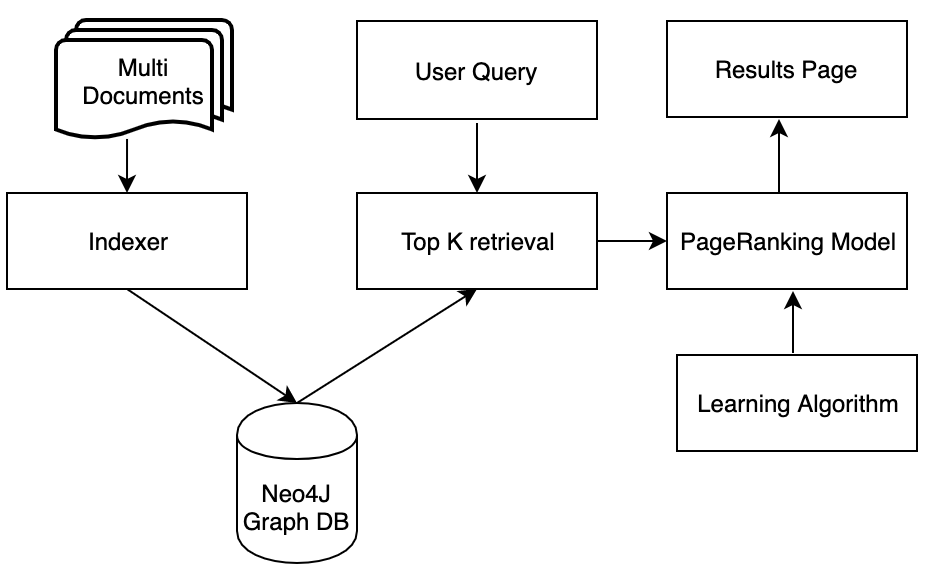 Multi
Documents
User Query
Results Page
Indexer
Top K retrieval
PageRanking Model
Learning Algorithm
Neo4J
Graph DB